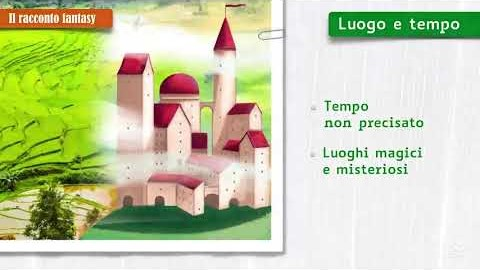 Il racconto fantasy
Luogo e tempo
Tempo
non precisato
Luoghi magici
e misteriosi